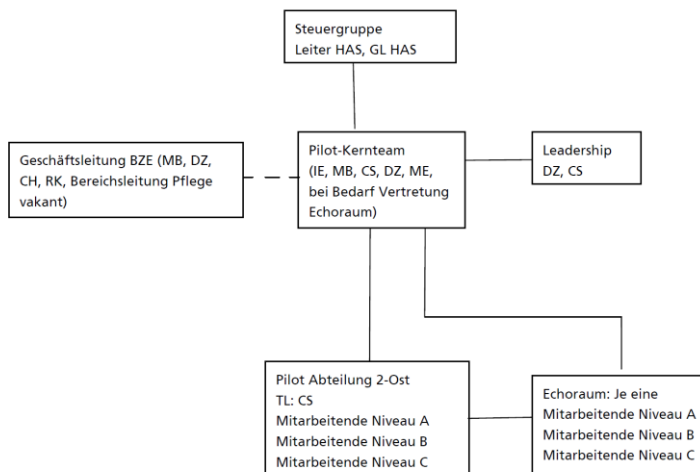 Steuergruppe
Leiter HAS, GL HAS
Geschäftsleitung BZE (MB, DZ,
CH, RK, Bereichsleitung Pflege
vakant)
Pilot-Kernteam
(IE, MB, CS, DZ, ME,
bei Bedarf Vertretung
Echoraum)
Leadership
DZ, CS
Pilot Abteilung 2-Ost
TL: CS
Mitarbeitende Niveau A
Mitarbeitende Niveau B
Mitarbeitende Niveau C
Echoraum: Je eine
Mitarbeitende Niveau A
Mitarbeitende Niveau B
Mitarbeitende Niveau C